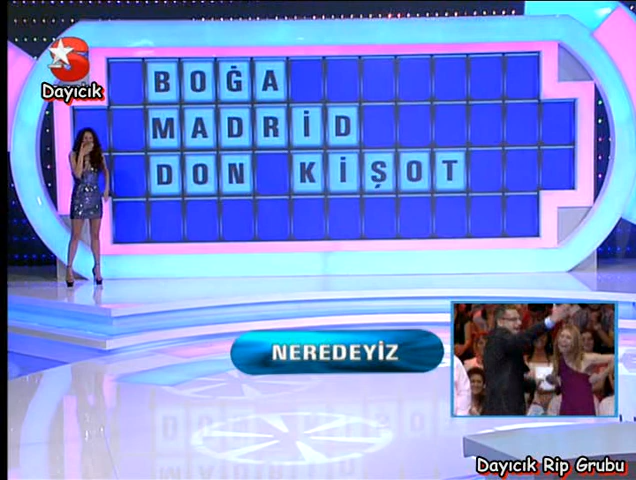 Dayıcık
BOĞA
MADRİD
DON KİŞOT
NEREDEYİZ
Dayıcık Rip Grubu